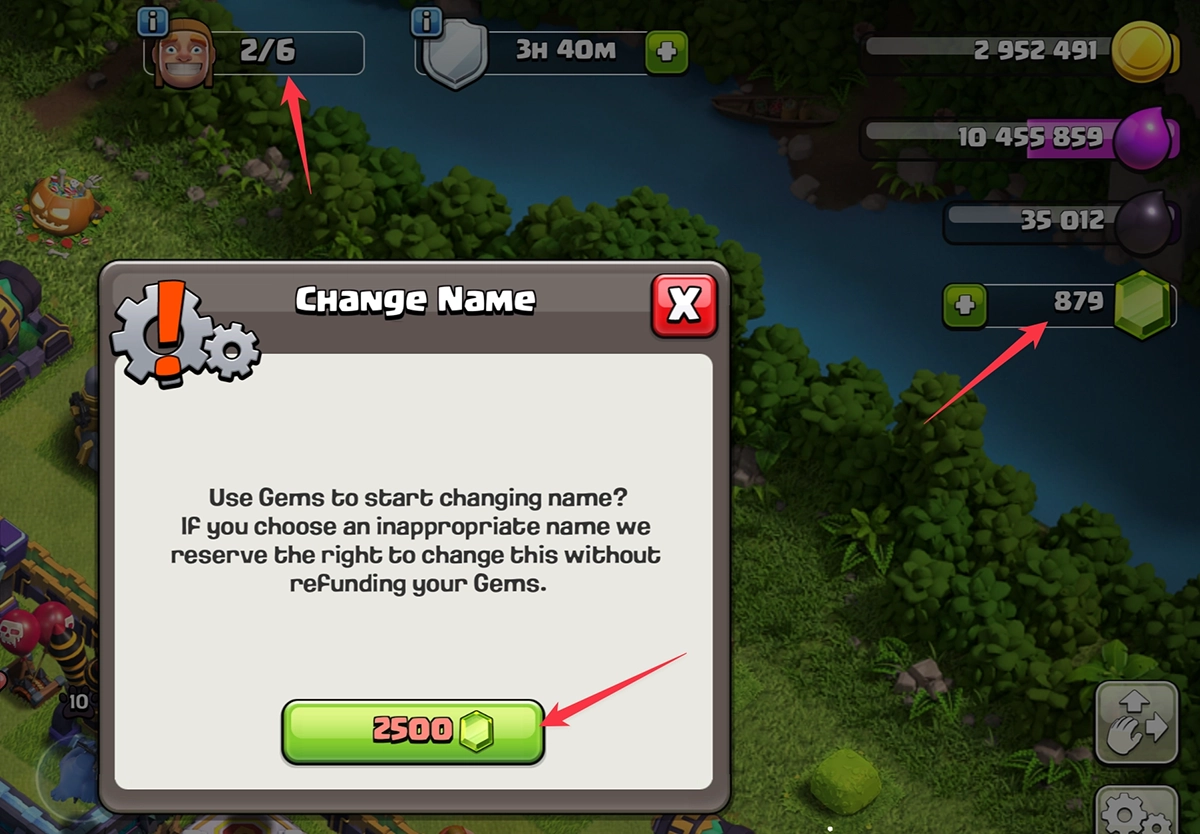 i
2/6
i
3H 40M
2 952 491
10 455 859
35 012
879
Change Name
X
Use Gems to start changing name?
If you choose an inappropriate name we
reserve the right to change this without
refunding your Gems.
10
2500